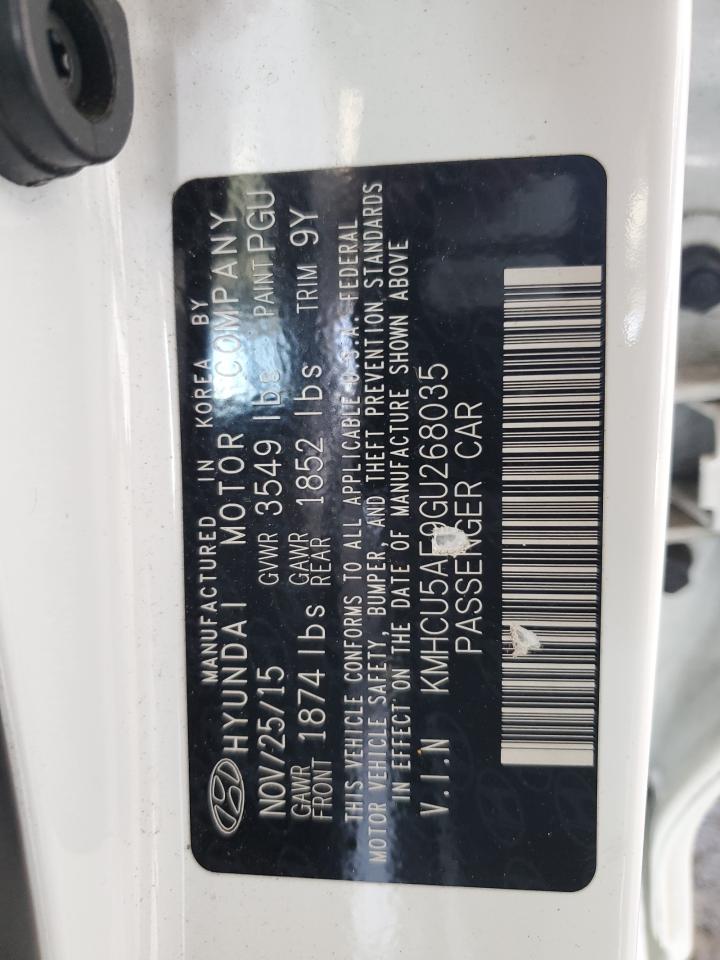 MANUFACTURED IN KOREA BY
HYUNDAI MOTOR COMPANY
NOV/25/15 GVWR 3549 lbs PAINT PGU
GAWR FRONT 1874 lbs GAWR REAR 1852 lbs TRIM 9Y
THIS VEHICLE CONFORMS TO ALL APPLICABLE U.S.A. FEDERAL
MOTOR VEHICLE SAFETY, BUMPER, AND THEFT PREVENTION STANDARDS
IN EFFECT ON THE DATE OF MANUFACTURE SHOWN ABOVE
V.I.N KMHCU5AE9GU268035
PASSENGER CAR